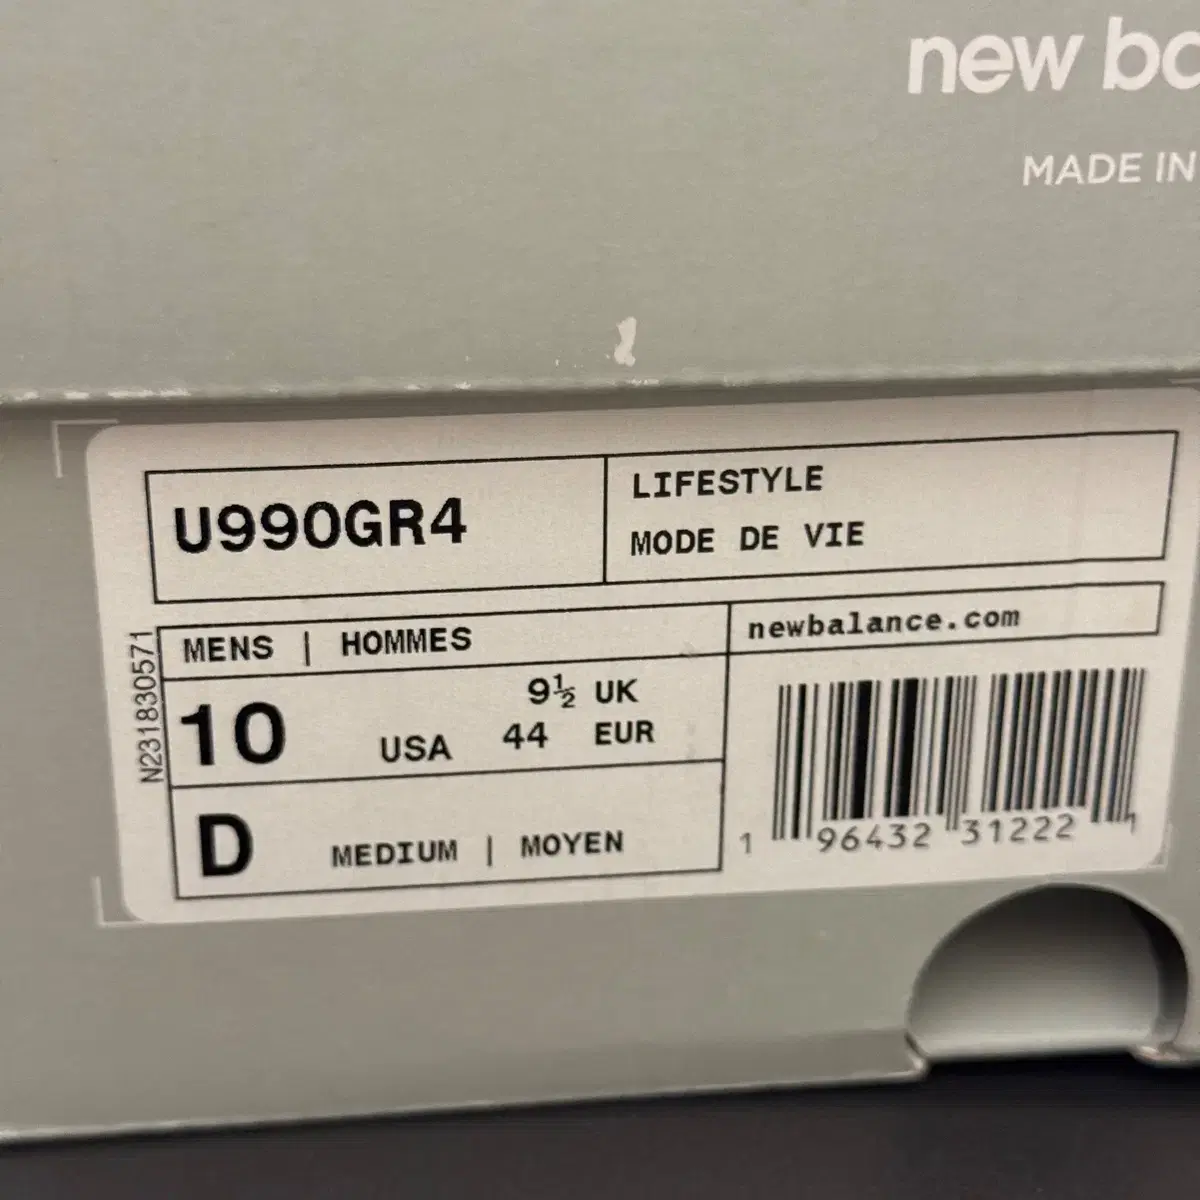 new ba
MADE IN
U990GR4
LIFESTYLE
MODE DE VIE
N231830571
MENS | HOMMES
newbalance.com
10 USA
9½ UK
44 EUR
D MEDIUM | MOYEN
1 96432 31222 1